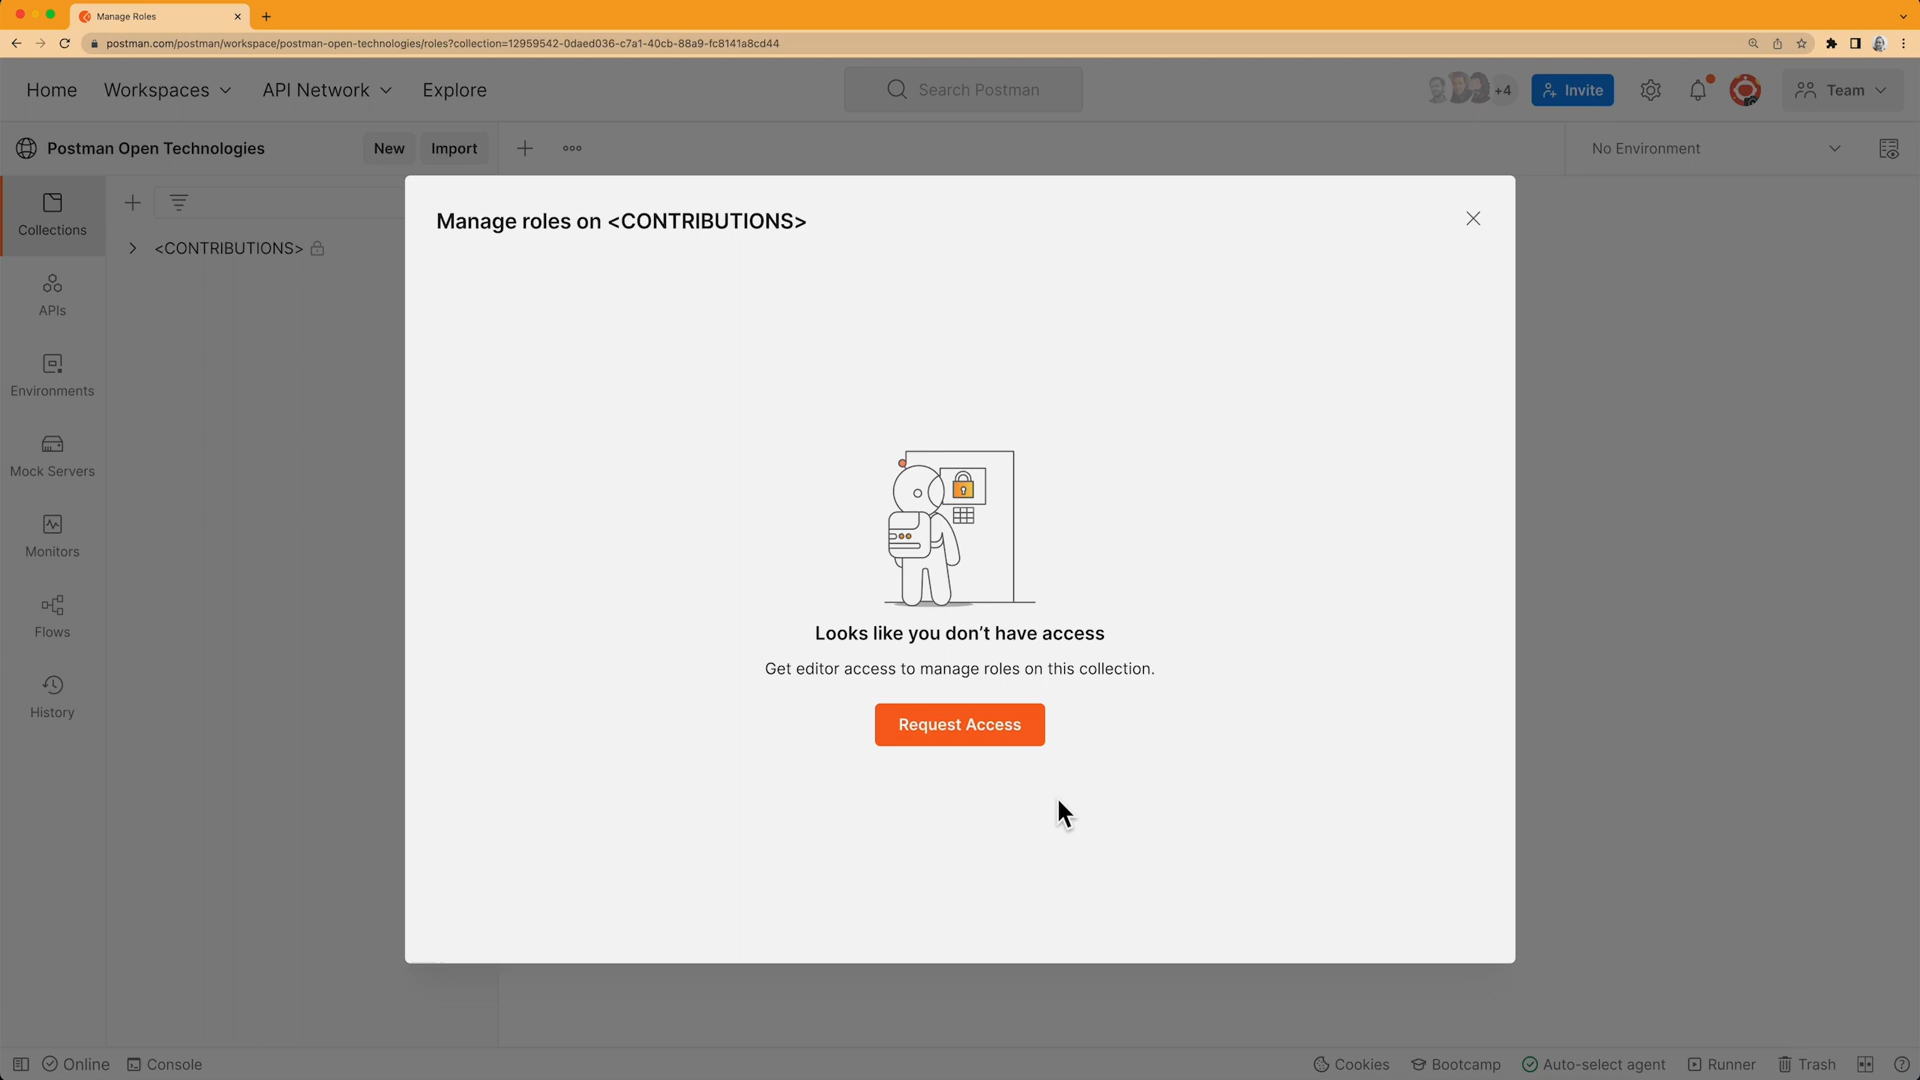 Manage Roles
postman.com/postman/workspace/postman-open-technologies/roles?collection=12959542-0daed036-c7a1-40cb-88a9-fc8141a8cd44
Home Workspaces API Network Explore Search Postman +4 Invite Team
Postman Open Technologies New Import No Environment
Collections
<CONTRIBUTIONS>
APIs
Environments
Mock Servers
Monitors
Flows
History
Manage roles on <CONTRIBUTIONS>
Looks like you don’t have access
Get editor access to manage roles on this collection.
Request Access
Online Console Cookies Bootcamp Auto-select agent Runner Trash